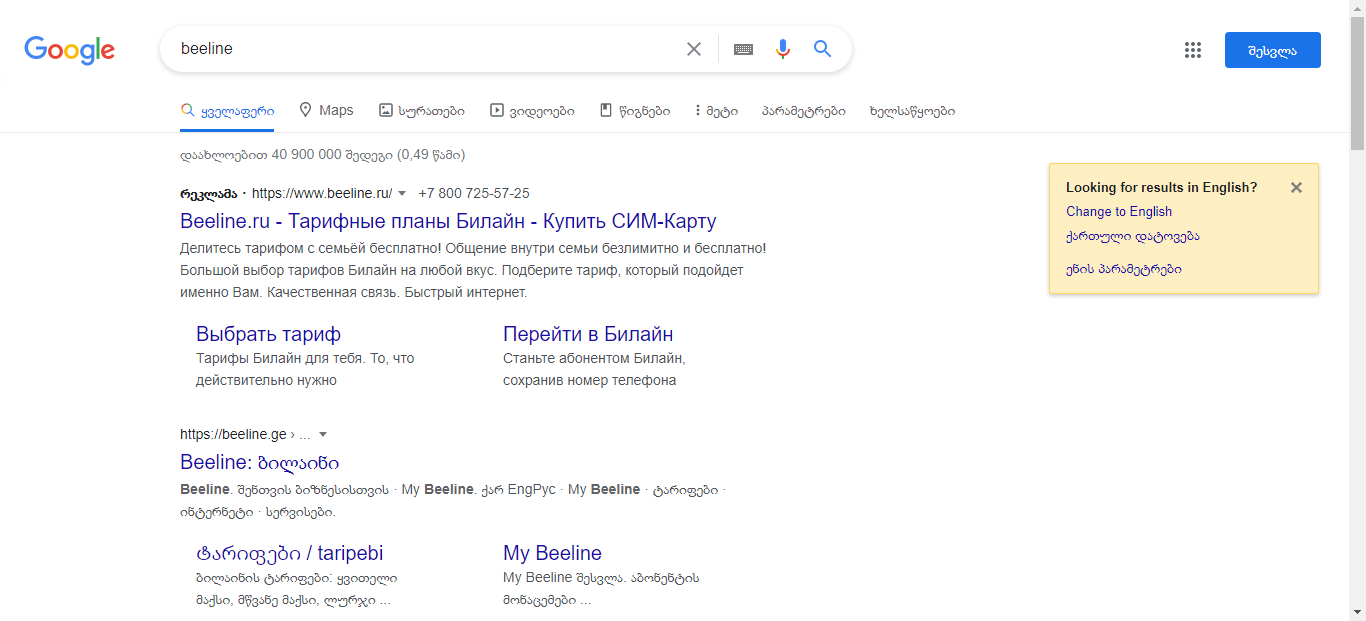 Google
beeline
შესვლა
ყველაფერი
Maps
სურათები
ვიდეოები
წიგნები
მეტი
პარამეტრები
ხელსაწყოები
დაახლოებით 40 900 000 შედეგი (0,49 წამი)
რეკლამა · https://www.beeline.ru/ +7 800 725-57-25
Beeline.ru - Тарифные планы Билайн - Купить СИМ-Карту
Делитесь тарифом с семьёй бесплатно! Общение внутри семьи безлимитно и бесплатно!
Большой выбор тарифов Билайн на любой вкус. Подберите тариф, который подойдет
именно Вам. Качественная связь. Быстрый интернет.
Выбрать тариф
Тарифы Билайн для тебя. То, что
действительно нужно
Перейти в Билайн
Станьте абонентом Билайн,
сохранив номер телефона
https://beeline.ge › ...
Beeline: ბილაინი
Beeline. შენთვის ბიზნესისთვის · My Beeline. ქარ EngРус · My Beeline · ტარიფები ·
ინტერნეტი · სერვისები.
ტარიფები / taripebi
ბილაინის ტარიფები: ყვითელი
მაქსი, მწვანე მაქსი, ლურჯი ...
My Beeline
My Beeline შესვლა. აბონენტის
მონაცემები ...
Looking for results in English?
Change to English
ქართული დატოვება
ენის პარამეტრები